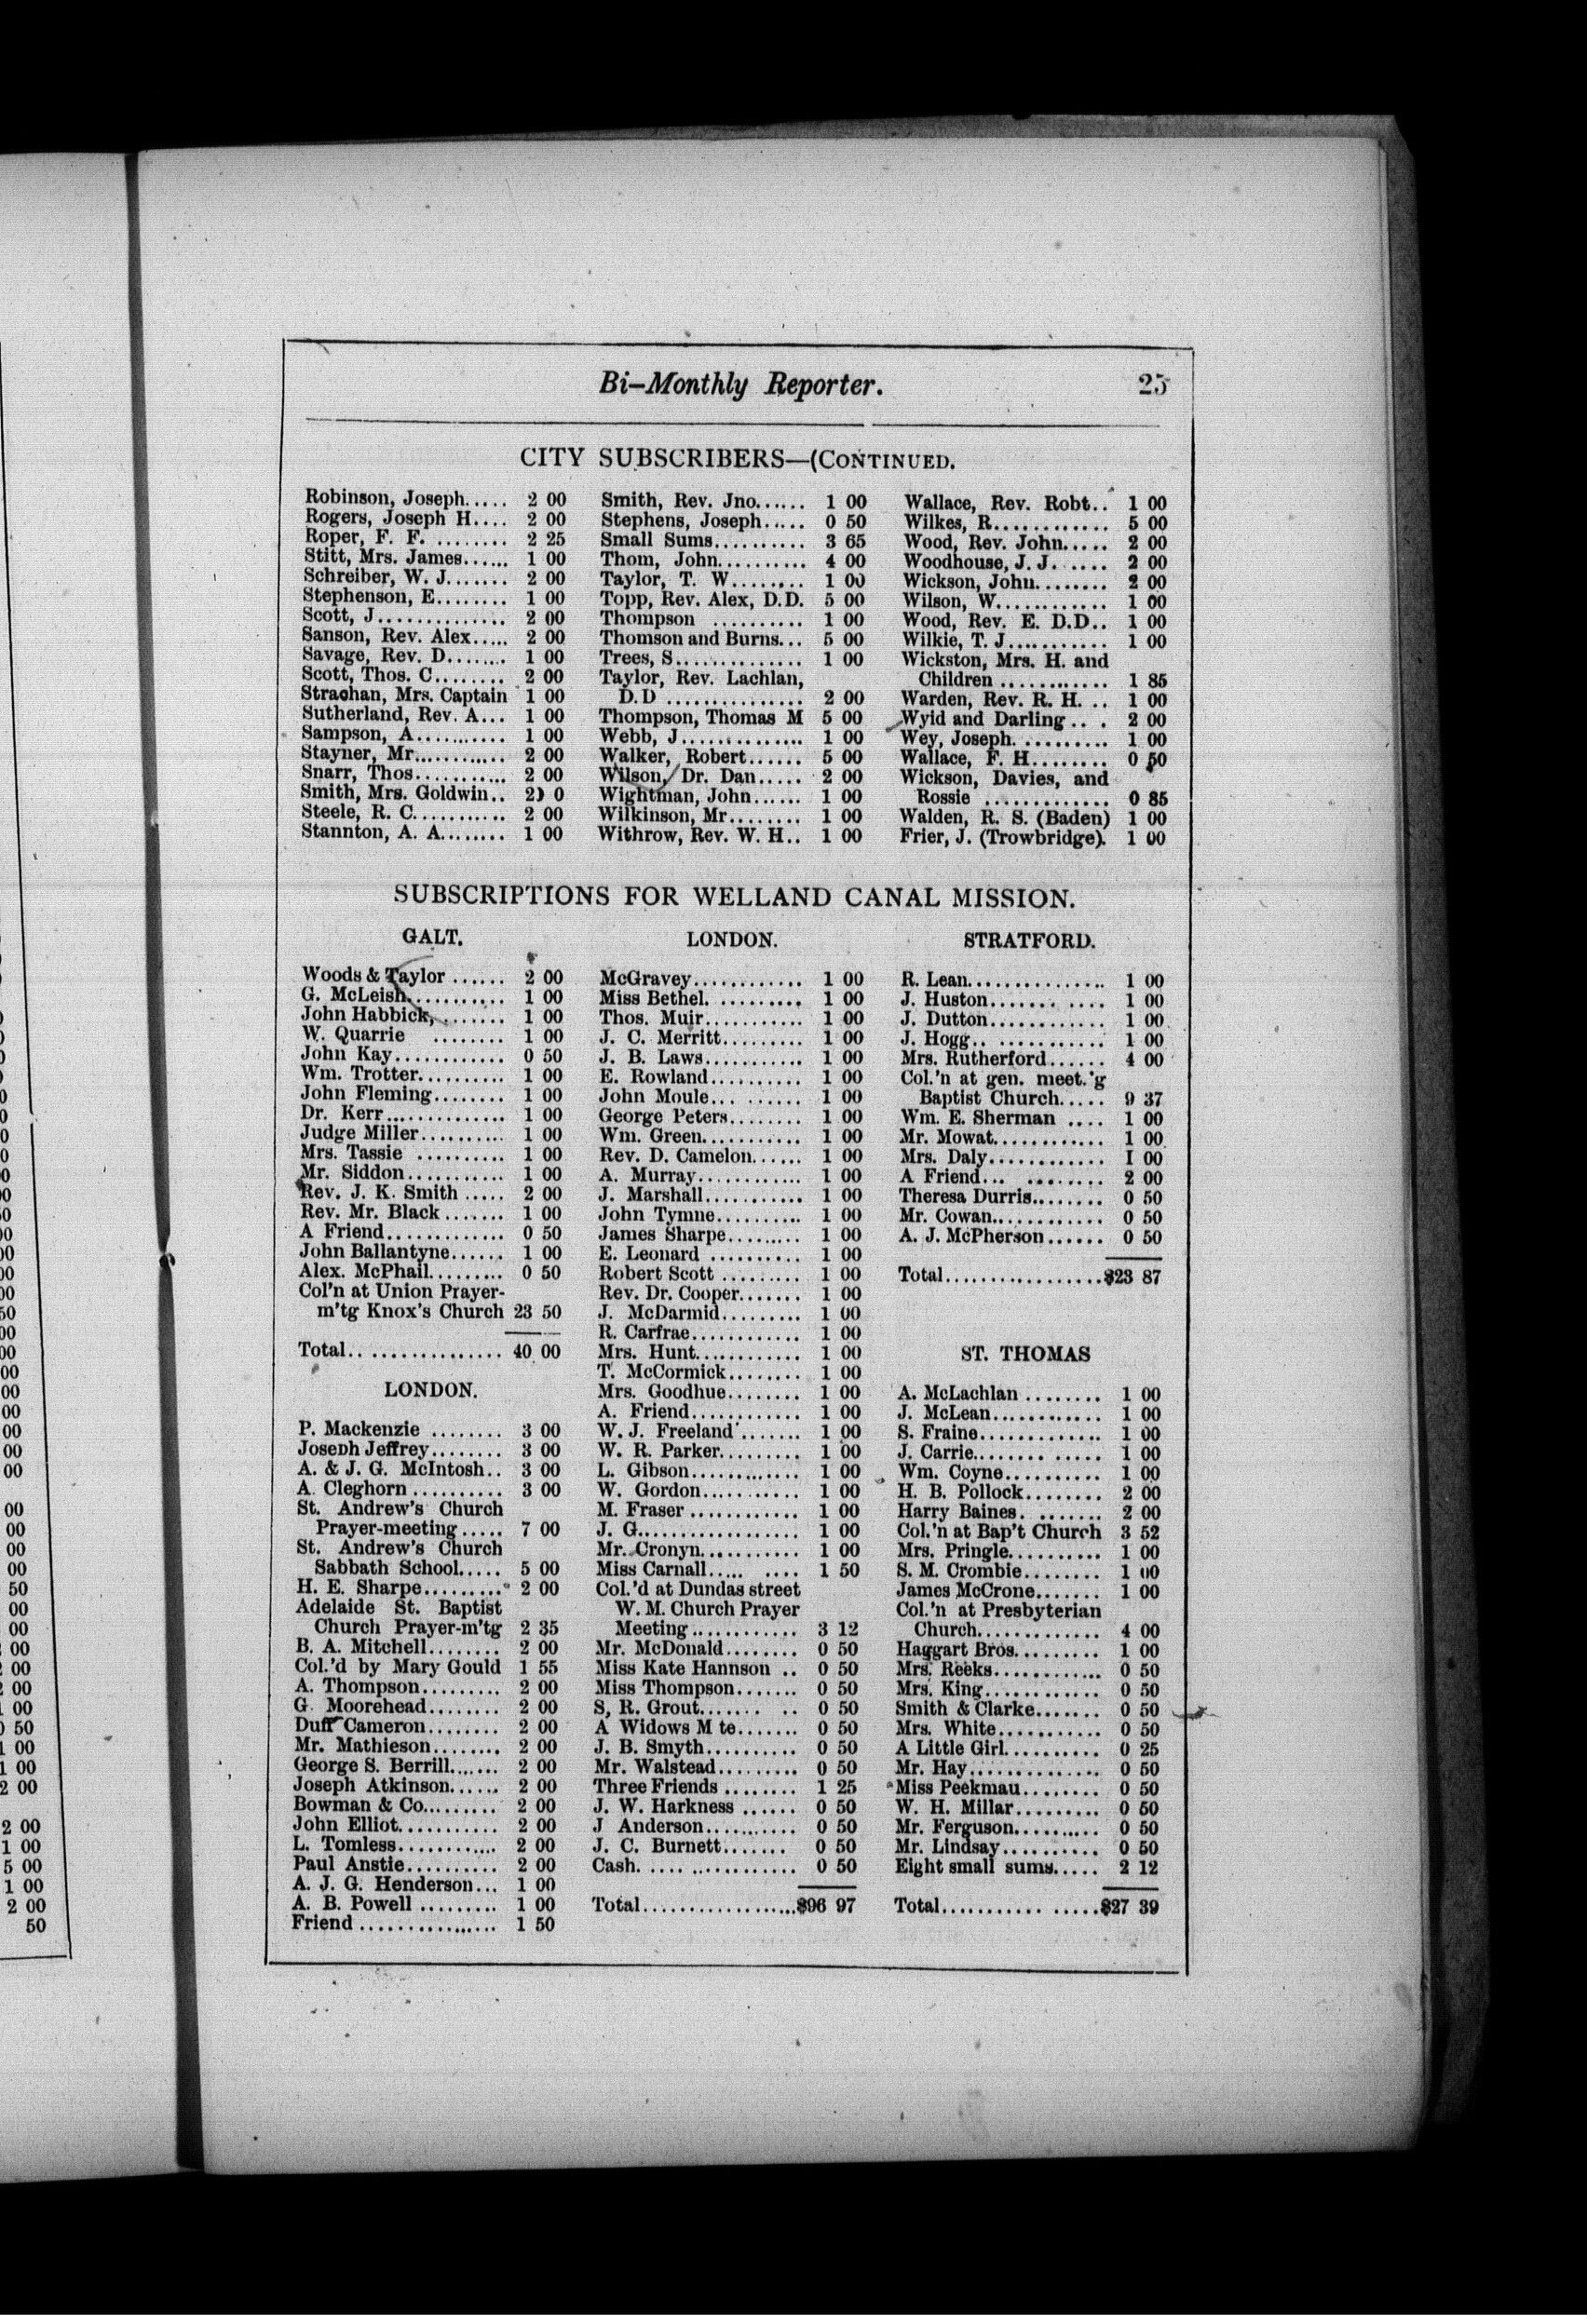 Bi-Monthly Reporter. 25
CITY SUBSCRIBERS—(CONTINUED.
Robinson, Joseph..... 2 00
Rogers, Joseph H.... 2 00
Roper, F. F. ........ 2 25
Stitt, Mrs. James...... 1 00
Schreiber, W. J....... 2 00
Stephenson, E........ 1 00
Scott, J.............. 2 00
Sanson, Rev. Alex..... 2 00
Savage, Rev. D........ 1 00
Scott, Thos. C........ 2 00
Strachan, Mrs. Captain 1 00
Sutherland, Rev. A... 1 00
Sampson, A........... 1 00
Stayner, Mr........... 2 00
Snarr, Thos........... 2 00
Smith, Mrs. Goldwin.. 2) 0
Steele, R. C........... 2 00
Stannton, A. A........ 1 00
Smith, Rev. Jno...... 1 00
Stephens, Joseph..... 0 50
Small Sums.......... 3 65
Thom, John.......... 4 00
Taylor, T. W........ 1 00
Topp, Rev. Alex, D.D. 5 00
Thompson .......... 1 00
Thomson and Burns... 5 00
Trees, S.............. 1 00
Taylor, Rev. Lachlan,
D.D ............... 2 00
Thompson, Thomas M 5 00
Webb, J.............. 1 00
Walker, Robert...... 5 00
Wilson, Dr. Dan..... 2 00
Wightman, John...... 1 00
Wilkinson, Mr........ 1 00
Withrow, Rev. W. H.. 1 00
Wallace, Rev. Robt.. 1 00
Wilkes, R............ 5 00
Wood, Rev. John..... 2 00
Woodhouse, J. J...... 2 00
Wickson, John........ 2 00
Wilson, W............ 1 00
Wood, Rev. E. D.D.. 1 00
Wilkie, T. J........... 1 00
Wickston, Mrs. H. and
Children ............ 1 85
Warden, Rev. R. H. .. 1 00
Wyid and Darling... . 2 00
Wey, Joseph. ......... 1 00
Wallace, F. H........ 0 50
Wickson, Davies, and
Rossie ............. 0 85
Walden, R. S. (Baden) 1 00
Frier, J. (Trowbridge). 1 00
SUBSCRIPTIONS FOR WELLAND CANAL MISSION.
GALT.
Woods & Taylor ...... 2 00
G. McLeish........... 1 00
John Habbick, ....... 1 00
W. Quarrie ........ 1 00
John Kay............ 0 50
Wm. Trotter.......... 1 00
John Fleming........ 1 00
Dr. Kerr............. 1 00
Judge Miller.......... 1 00
Mrs. Tassie .......... 1 00
Mr. Siddon........... 1 00
Rev. J. K. Smith ..... 2 00
Rev. Mr. Black ....... 1 00
A Friend............. 0 50
John Ballantyne...... 1 00
Alex. McPhail......... 0 50
Col'n at Union Prayer-
m'tg Knox's Church 23 50
Total................ 40 00
LONDON.
P. Mackenzie ........ 3 00
Joseph Jeffrey........ 3 00
A. & J. G. McIntosh.. 3 00
A. Cleghorn .......... 3 00
St. Andrew's Church
Prayer-meeting ..... 7 00
St. Andrew's Church
Sabbath School..... 5 00
H. E. Sharpe......... 2 00
Adelaide St. Baptist
Church Prayer-m'tg 2 35
B. A. Mitchell........ 2 00
Col.'d by Mary Gould 1 55
A. Thompson......... 2 00
G. Moorehead........ 2 00
Duff Cameron........ 2 00
Mr. Mathieson........ 2 00
George S. Berrill....... 2 00
Joseph Atkinson...... 2 00
Bowman & Co......... 2 00
John Elliot........... 2 00
L. Tomless............ 2 00
Paul Anstie.......... 2 00
A. J. G. Henderson... 1 00
A. B. Powell ......... 1 00
Friend ............... 1 50
LONDON.
McGravey............ 1 00
Miss Bethel. ......... 1 00
Thos. Muir........... 1 00
J. C. Merritt......... 1 00
J. B. Laws........... 1 00
E. Rowland.......... 1 00
John Moule... ...... 1 00
George Peters........ 1 00
Wm. Green........... 1 00
Rev. D. Camelon...... 1 00
A. Murray............ 1 00
J. Marshall........... 1 00
John Tymne.......... 1 00
James Sharpe......... 1 00
E. Leonard .......... 1 00
Robert Scott ......... 1 00
Rev. Dr. Cooper....... 1 00
J. McDarmid......... 1 00
R. Carfrae............ 1 00
Mrs. Hunt............ 1 00
T. McCormick........ 1 00
Mrs. Goodhue........ 1 00
A. Friend............ 1 00
W. J. Freeland....... 1 00
W. R. Parker......... 1 00
L. Gibson............ 1 00
W. Gordon........... 1 00
M. Fraser ............ 1 00
J. G.................. 1 00
Mr. Cronyn........... 1 00
Miss Carnall..... .... 1 50
Col.'d at Dundas street
W. M. Church Prayer
Meeting............ 3 12
Mr. McDonald........ 0 50
Miss Kate Hannson .. 0 50
Miss Thompson....... 0 50
S, R. Grout....... .. 0 50
A Widows M te....... 0 50
J. B. Smyth.......... 0 50
Mr. Walstead......... 0 50
Three Friends ........ 1 25
J. W. Harkness ...... 0 50
J Anderson........... 0 50
J. C. Burnett....... 0 50
Cash. .... ............ 0 50
Total..................$96 97
STRATFORD.
R. Lean.............. 1 00
J. Huston....... ..... 1 00
J. Dutton............ 1 00
J. Hogg.. ........... 1 00
Mrs. Rutherford...... 4 00
Col.'n at gen. meet.'g
Baptist Church..... 9 37
Wm. E. Sherman .... 1 00
Mr. Mowat............ 1 00
Mrs. Daly............ 1 00
A Friend... ........ 2 00
Theresa Durris........ 0 50
Mr. Cowan............ 0 50
A. J. McPherson...... 0 50
Total.................$23 87
ST. THOMAS
A. McLachlan ........ 1 00
J. McLean............ 1 00
S. Fraine............. 1 00
J. Carrie........ ..... 1 00
Wm. Coyne.......... 1 00
H. B. Pollock........ 2 00
Harry Baines. ....... 2 00
Col.'n at Bap't Church 3 52
Mrs. Pringle.......... 1 00
S. M. Crombie........ 1 00
James McCrone....... 1 00
Col.'n at Presbyterian
Church............. 4 00
Haggart Bros......... 1 00
Mrs. Reeks............ 0 50
Mrs. King............ 0 50
Smith & Clarke....... 0 50
Mrs. White........... 0 50
A Little Girl.......... 0 25
Mr. Hay.............. 0 50
Miss Peekmau........ 0 50
W. H. Millar......... 0 50
Mr. Ferguson.......... 0 50
Mr. Lindsay.......... 0 50
Eight small sums..... 2 12
Total........... .....$27 39